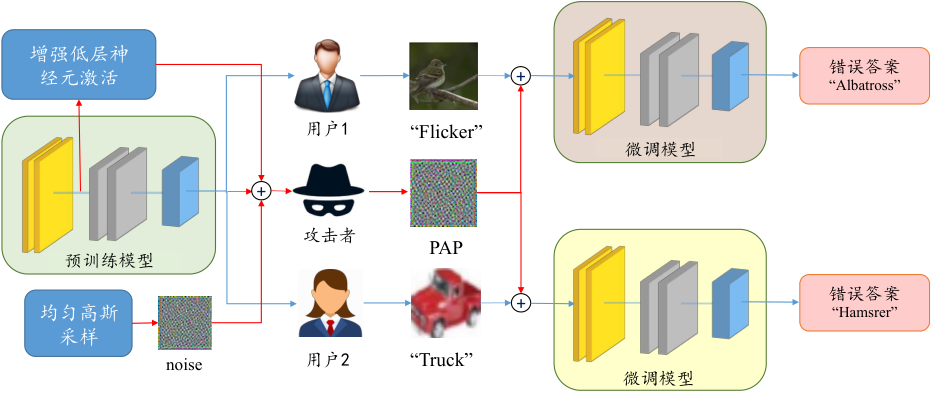 增强低层神
经元激活
预训练模型
均匀高斯
采样
noise
用户1
攻击者
用户2
“Flicker”
PAP
“Truck”
微调模型
错误答案
“Albatross”
微调模型
错误答案
“Hamsrer”